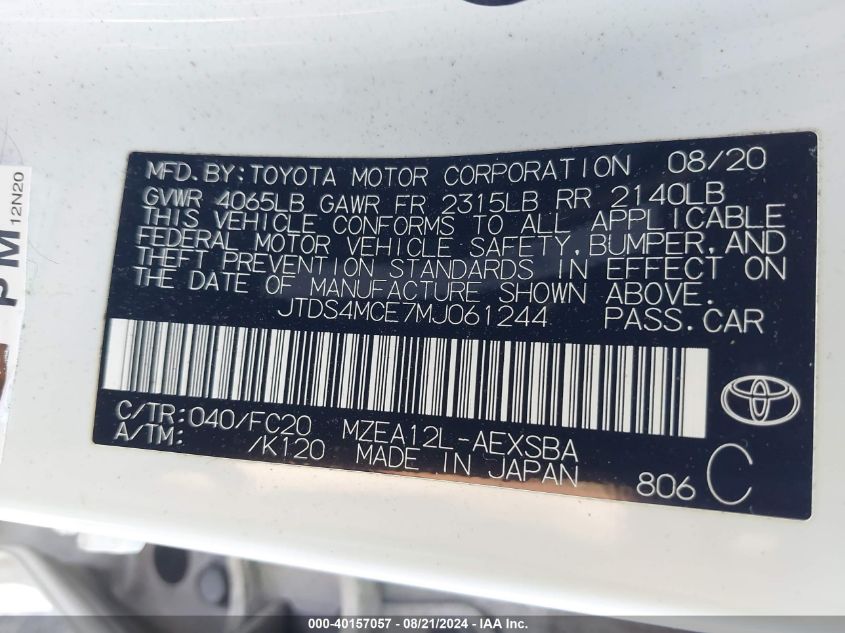 MFD.BY:TOYOTA MOTOR CORPORATION 08/20
GVWR 4065LB GAWR FR 2315LB RR 2140LB
THIS VEHICLE CONFORMS TO ALL APPLICABLE
FEDERAL MOTOR VEHICLE SAFETY,BUMPER,AND
THEFT PREVENTION STANDARDS IN EFFECT ON
THE DATE OF MANUFACTURE SHOWN ABOVE.
JTDS4MCE7MJ061244 PASS.CAR
C/TR:040/FC20 MZEA12L-AEXSBA
A/TM: /K120 MADE IN JAPAN 806 C
PM 12N20
000-40157057 - 08/21/2024 - IAA Inc.